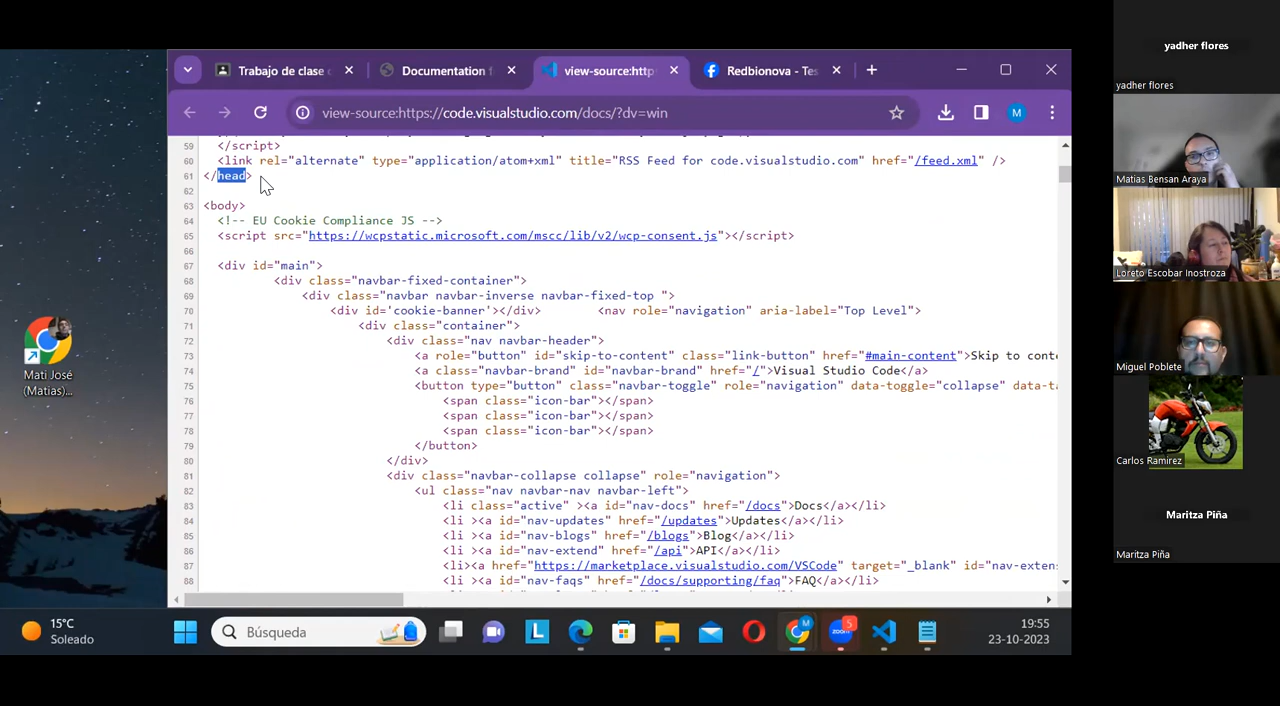 Trabajo de clase
Documentation f
view-source:http
Redbionova - Tes
view-source:https://code.visualstudio.com/docs/?dv=win
M
59 </script>
60 <link rel="alternate" type="application/atom+xml" title="RSS Feed for code.visualstudio.com" href="/feed.xml" />
61 </head>
62
63 <body>
64 <!-- EU Cookie Compliance JS -->
65 <script src="https://wcpstatic.microsoft.com/mscc/lib/v2/wcp-consent.js"></script>
66
67 <div id="main">
68 <div class="navbar-fixed-container">
69 <div class="navbar navbar-inverse navbar-fixed-top ">
70 <div id='cookie-banner'></div> <nav role="navigation" aria-label="Top Level">
71 <div class="container">
72 <div class="nav navbar-header">
73 <a role="button" id="skip-to-content" class="link-button" href="#main-content">Skip to conte
74 <a class="navbar-brand" id="navbar-brand" href="/">Visual Studio Code</a>
75 <button type="button" class="navbar-toggle" role="navigation" data-toggle="collapse" data-ta
76 <span class="icon-bar"></span>
77 <span class="icon-bar"></span>
78 <span class="icon-bar"></span>
79 </button>
80 </div>
81 <div class="navbar-collapse collapse" role="navigation">
82 <ul class="nav navbar-nav navbar-left">
83 <li class="active" ><a id="nav-docs" href="/docs">Docs</a></li>
84 <li ><a id="nav-updates" href="/updates">Updates</a></li>
85 <li ><a id="nav-blogs" href="/blogs">Blog</a></li>
86 <li ><a id="nav-extend" href="/api">API</a></li>
87 <li><a href="https://marketplace.visualstudio.com/VSCode" target="_blank" id="nav-exten
88 <li ><a id="nav-faqs" href="/docs/supporting/faq">FAQ</a></li>
Mati José
(Matias)...
15°C
Soleado
Búsqueda
L
zoom
5
M
19:55
23-10-2023
yadher flores
yadher flores
Matias Bensan Araya
Loreto Escobar Inostroza
Miguel Poblete
Carlos Ramirez
Maritza Piña
Maritza Piña